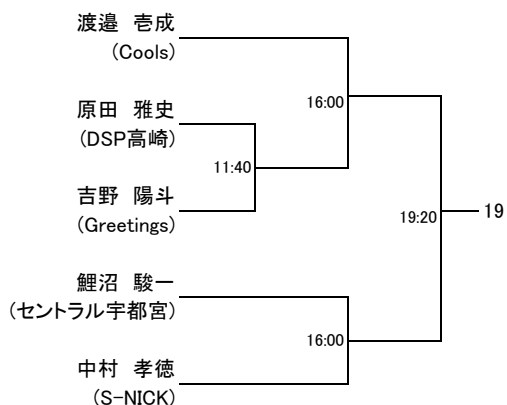 渡邉　壱成
(Cools)
16:00
原田　雅史
(DSP高崎)
11:40
吉野　陽斗
(Greetings)
19:20
19
鯉沼　駿一
(セントラル宇都宮)
16:00
中村　孝徳
(S-NICK)